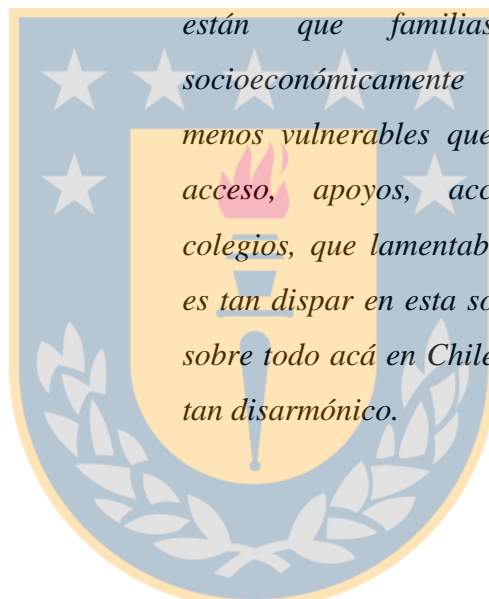 están que familias
socioeconómicamente
menos vulnerables que
acceso, apoyos,
colegios, que
es tan dispar en esta
sobre todo acá en Chile
tan disarmónico.